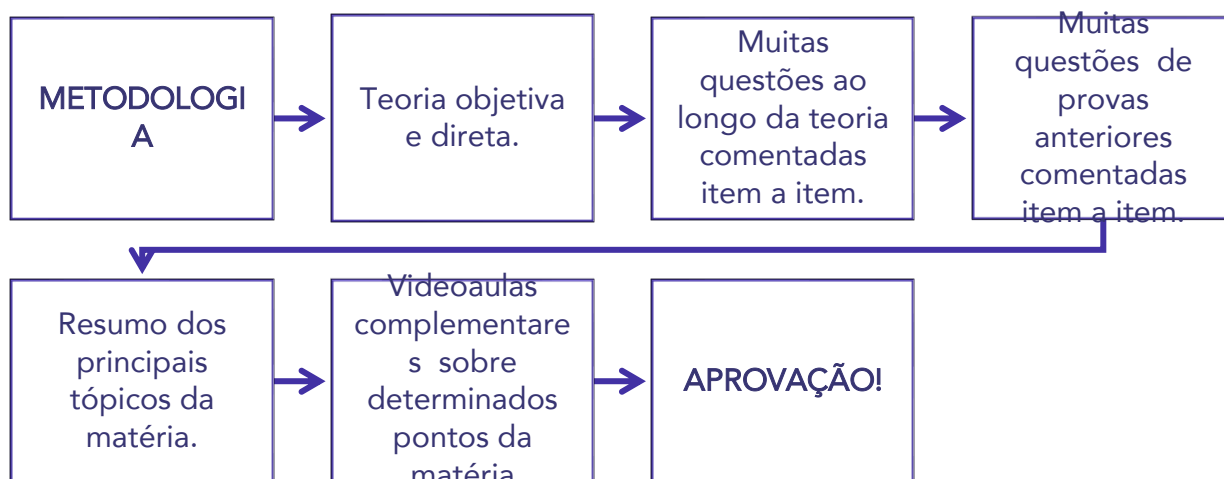 METODOLOGI
A
Teoria objetiva
e direta.
Muitas
questões ao
longo da teoria
comentadas
item a item.
Muitas
questões de
provas
anteriores
comentadas
item a item.
Resumo dos
principais
tópicos da
matéria.
Videoaulas
complementare
s sobre
determinados
pontos da
matéria
APROVAÇÃO!